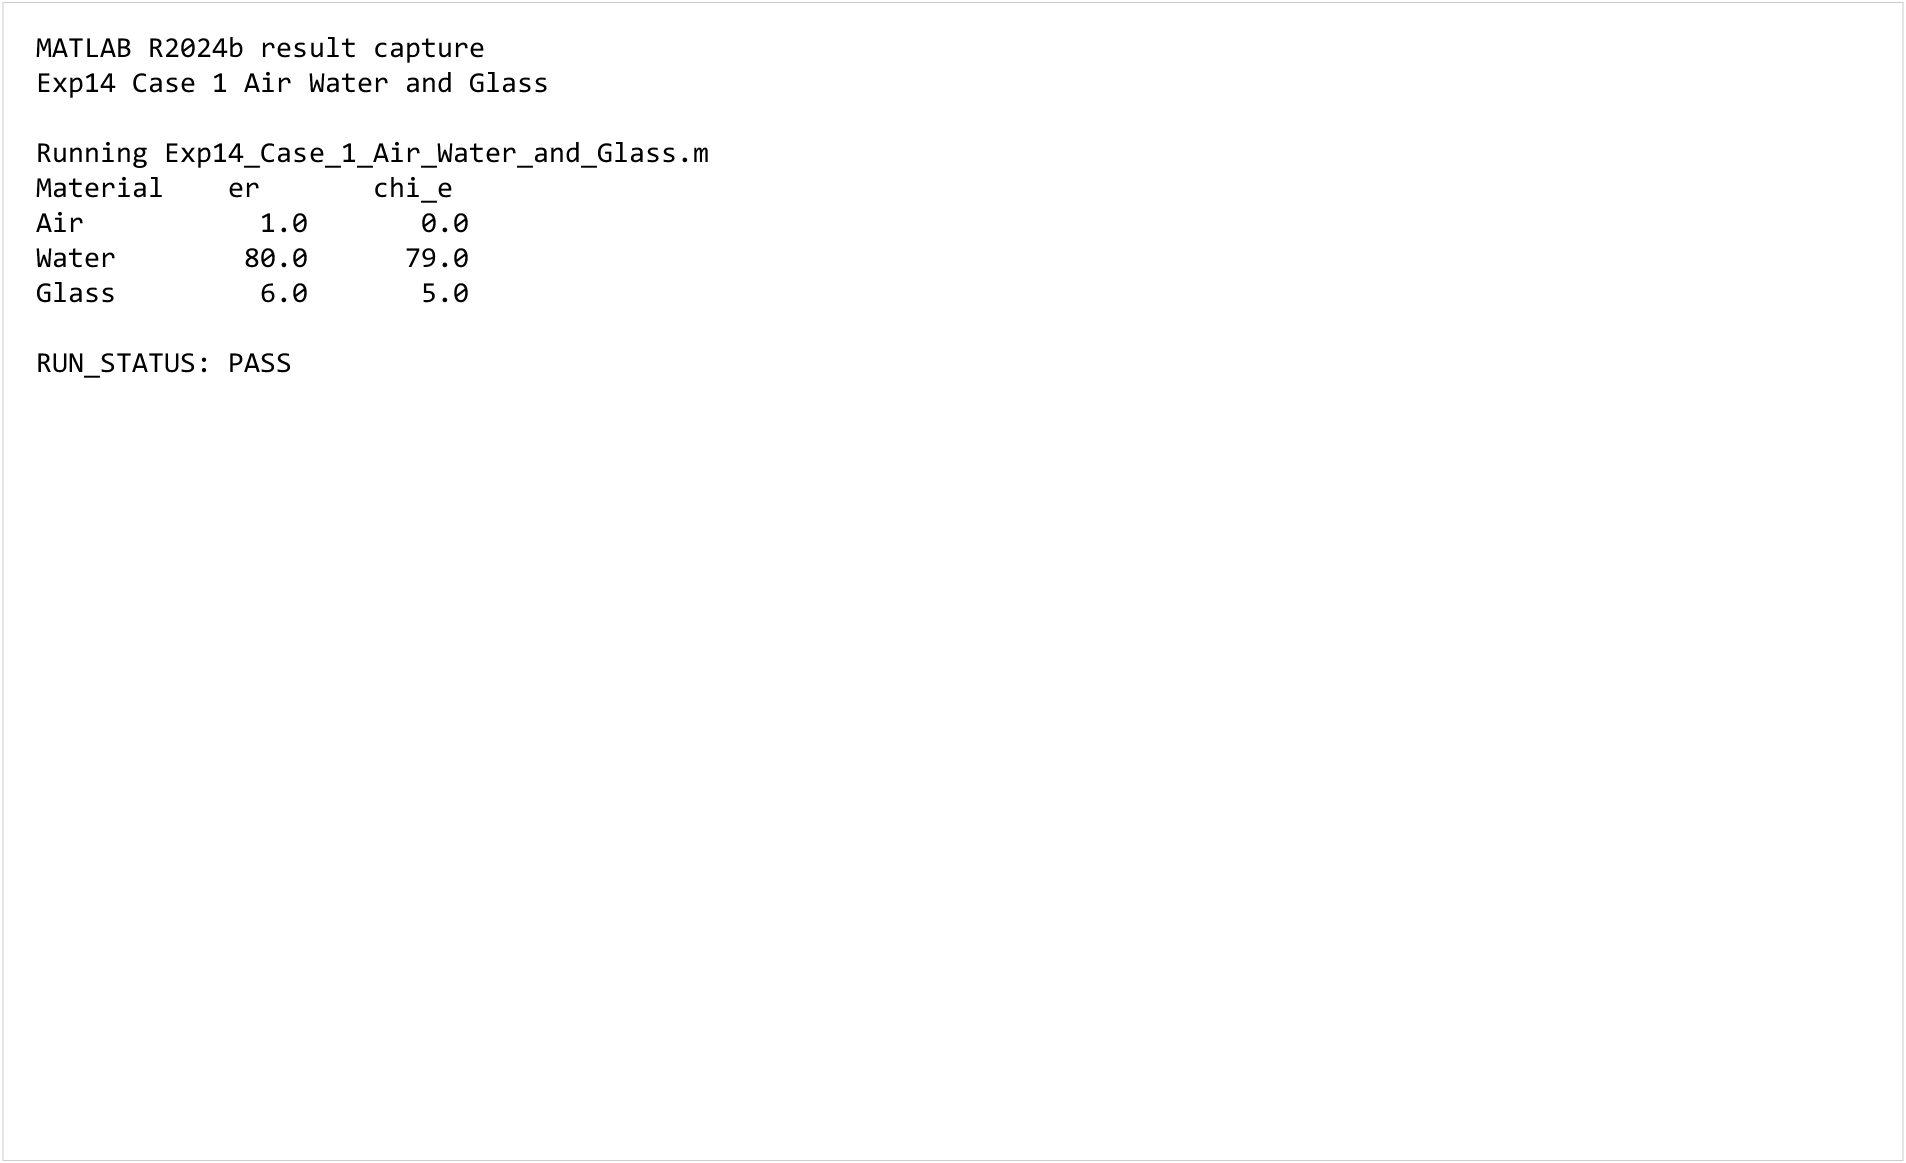 MATLAB R2024b result capture
Exp14 Case 1 Air Water and Glass
Running Exp14_Case_1_Air_Water_and_Glass.m
Material    er       chi_e
Air           1.0       0.0
Water        80.0      79.0
Glass         6.0       5.0
RUN_STATUS: PASS